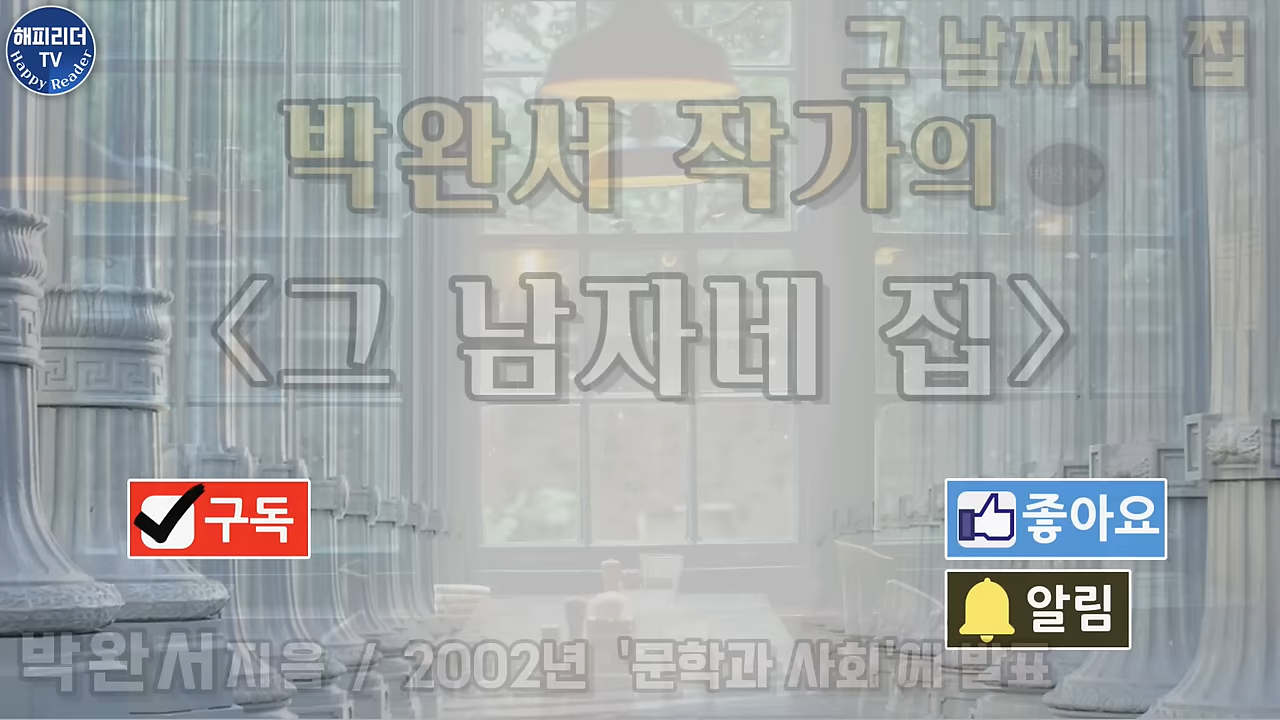 해피리더
TV
Happy Reader
그 남자네 집
박완서 작가의
<그 남자네 집>
구독
좋아요
알림
박완서지음 / 2002년 '문학과 사회'에 발표